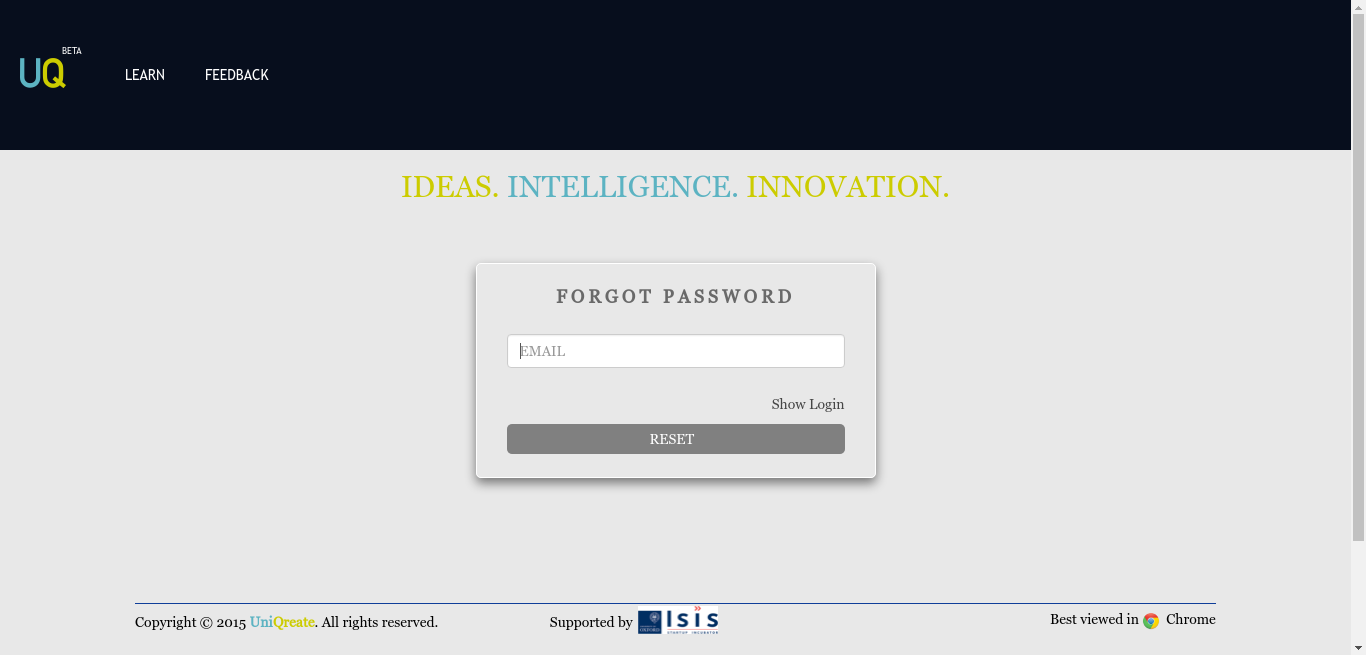 BETA
UQ
LEARN
FEEDBACK
IDEAS. INTELLIGENCE. INNOVATION.
FORGOT PASSWORD
EMAIL
Show Login
RESET
Copyright © 2015 UniQreate. All rights reserved.
Supported by
Isis
STARTUP INCUBATOR
Best viewed in Chrome